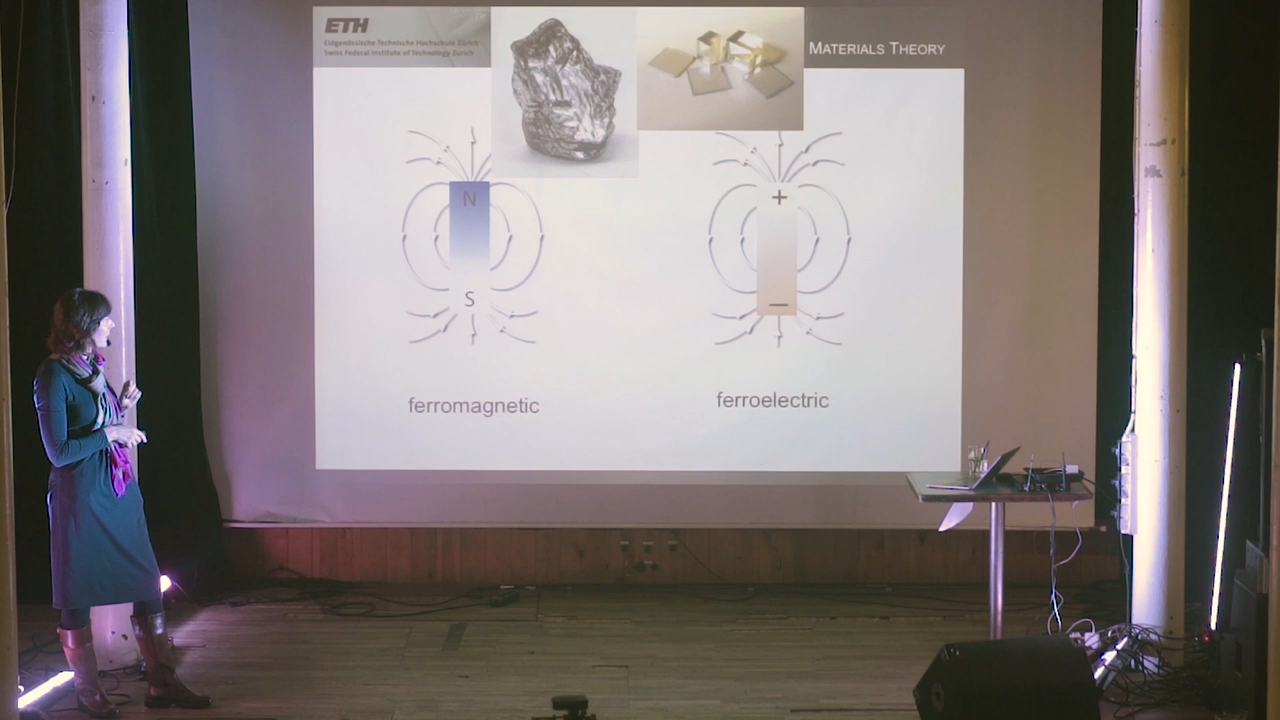 ETH
Eidgenössische Technische Hochschule Zürich
Swiss Federal Institute of Technology Zurich
MATERIALS THEORY
N
S
+
–
ferromagnetic
ferroelectric